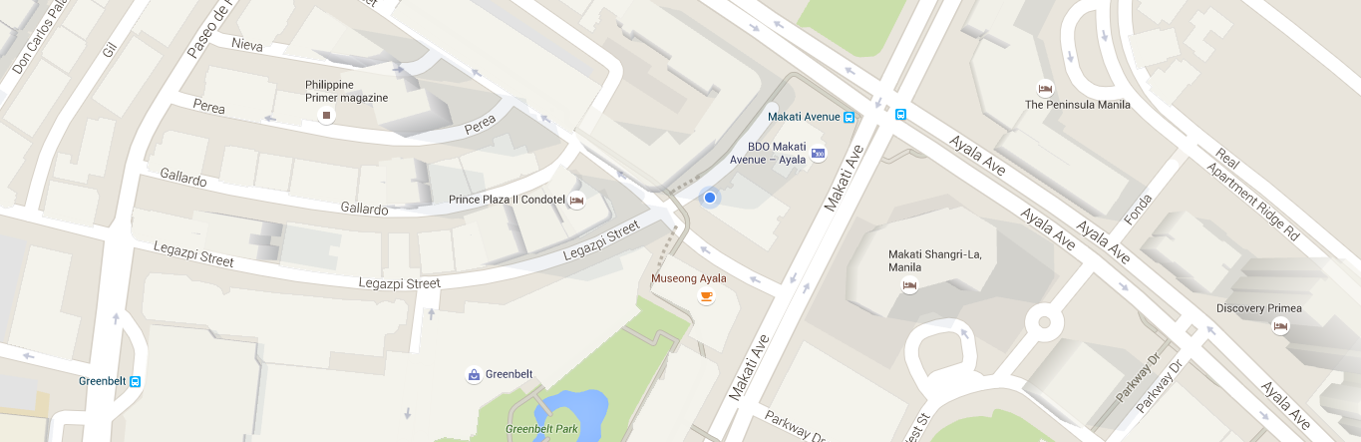 Don Carlos Pala
Gil
Paseo de R
Nieva
Philippine
Primer magazine
Perea
Perea
Gallardo
Gallardo
Prince Plaza II Condotel
Legazpi Street
Legazpi Street
Legazpi Street
Greenbelt
Greenbelt
Greenbelt Park
Museong Ayala
Makati Avenue
BDO Makati
Avenue – Ayala
Makati Ave
Makati Ave
The Peninsula Manila
Ayala Ave
Ayala Ave
Ayala Ave
Ayala Ave
Real
Apartment Ridge Rd
Fonda
Makati Shangri-La,
Manila
Discovery Primea
Parkway Dr
Parkway Dr
Parkway Dr
est St